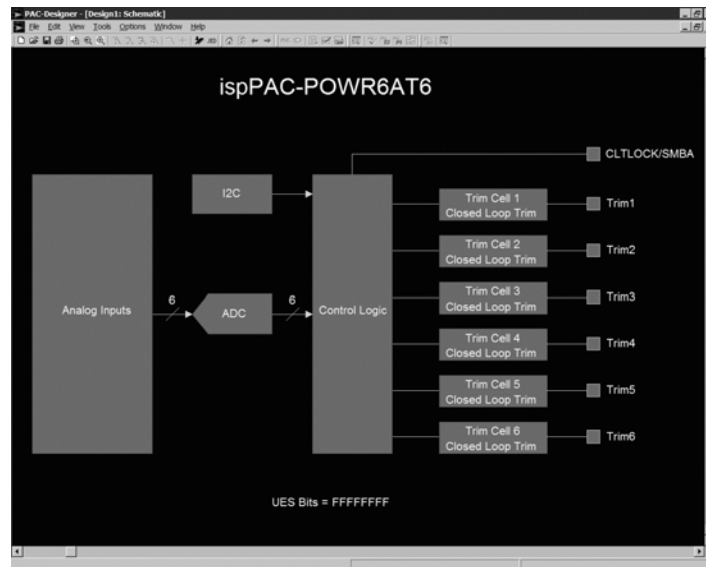 PAC-Designer - [Design1: Schematic]
File Edit View Tools Options Window Help
ispPAC-POWR6AT6
CLTLOCK/SMBA
I2C
Trim Cell 1
Closed Loop Trim
Trim1
Trim Cell 2
Closed Loop Trim
Trim2
Analog Inputs
6
ADC
6
Control Logic
Trim Cell 3
Closed Loop Trim
Trim3
Trim Cell 4
Closed Loop Trim
Trim4
Trim Cell 5
Closed Loop Trim
Trim5
Trim Cell 6
Closed Loop Trim
Trim6
UES Bits = FFFFFFFF